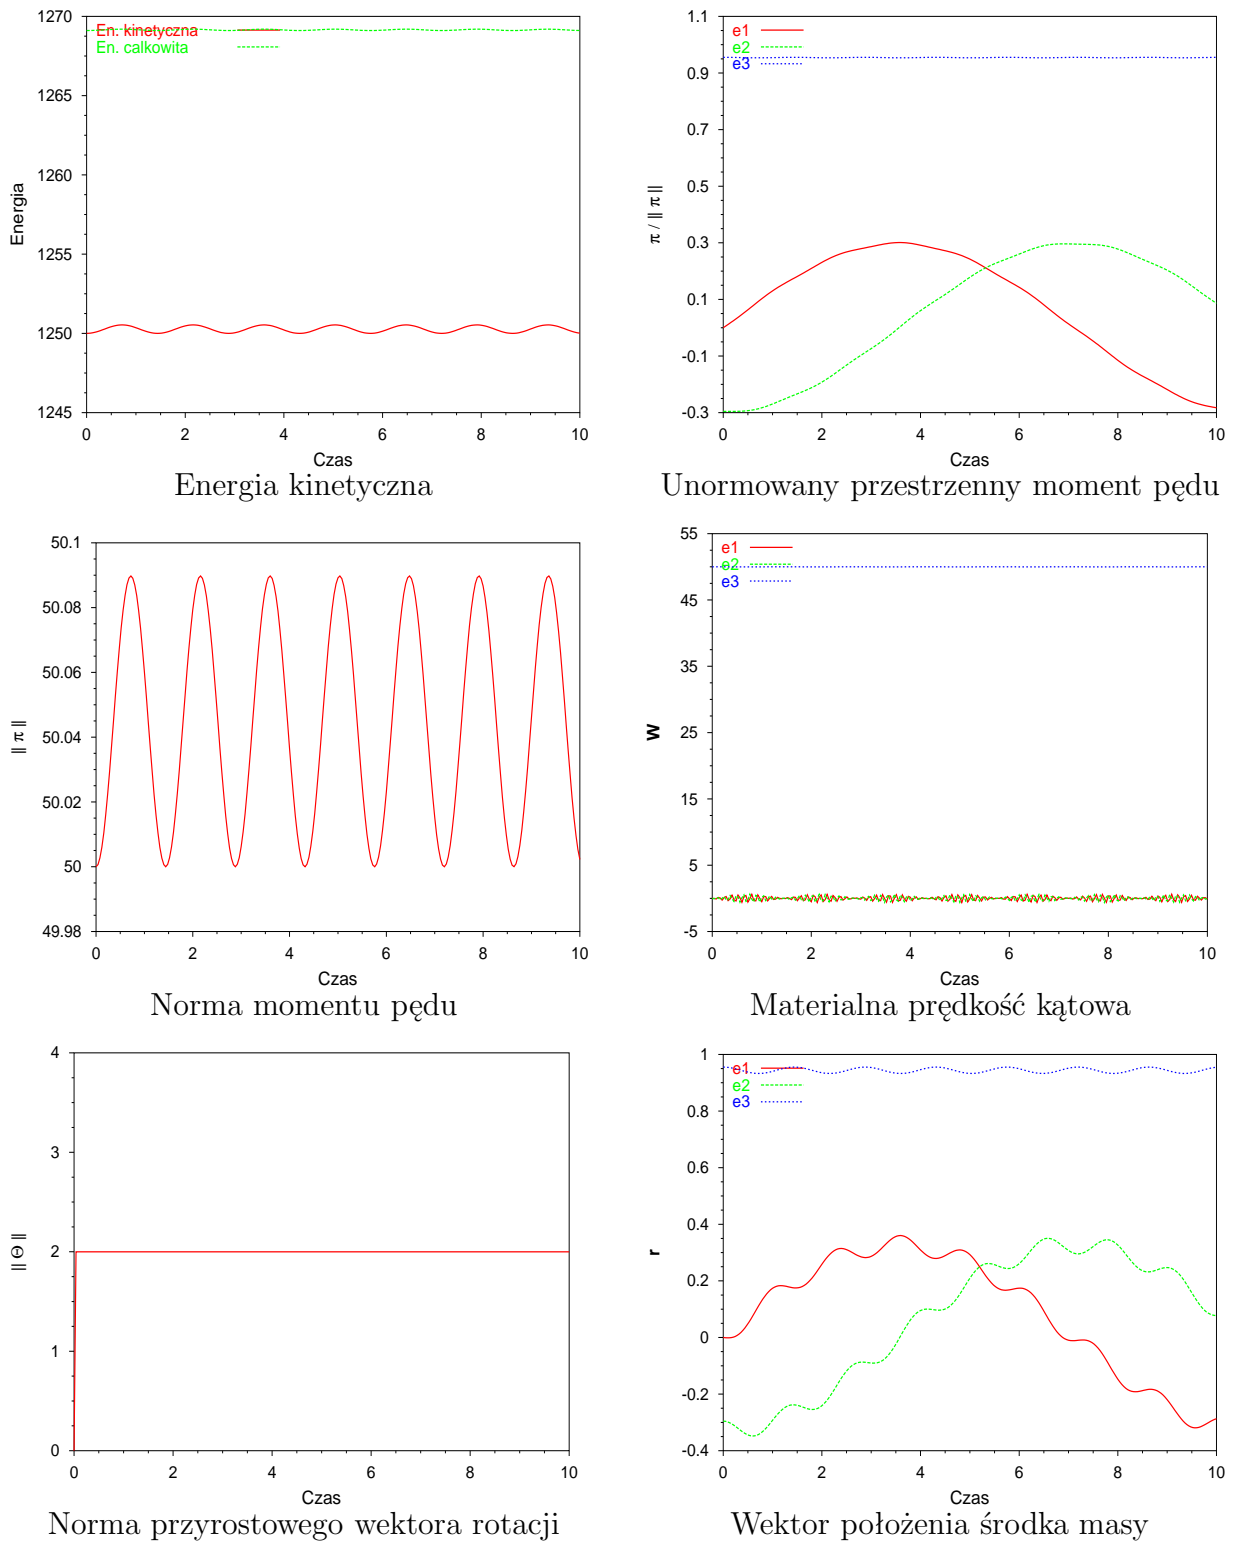 1270
1265
1260
1255
1250
1245
Energia
En. kinetyczna
En. całkowita
0 2 4 6 8 10
Czas
Energia kinetyczna
1.1
0.9
0.7
0.5
0.3
0.1
-0.1
-0.3
π / || π ||
e1
e2
e3
0 2 4 6 8 10
Czas
Unormowany przestrzenny moment pędu
50.1
50.08
50.06
50.04
50.02
50
49.98
|| π ||
0 2 4 6 8 10
Czas
Norma momentu pędu
55
45
35
25
15
5
-5
W
e1
e2
e3
0 2 4 6 8 10
Czas
Materialna prędkość kątowa
4
3
2
1
0
|| Θ ||
0 2 4 6 8 10
Czas
Norma przyrostowego wektora rotacji
1
0.8
0.6
0.4
0.2
0
-0.2
-0.4
r
e1
e2
e3
0 2 4 6 8 10
Czas
Wektor położenia środka masy